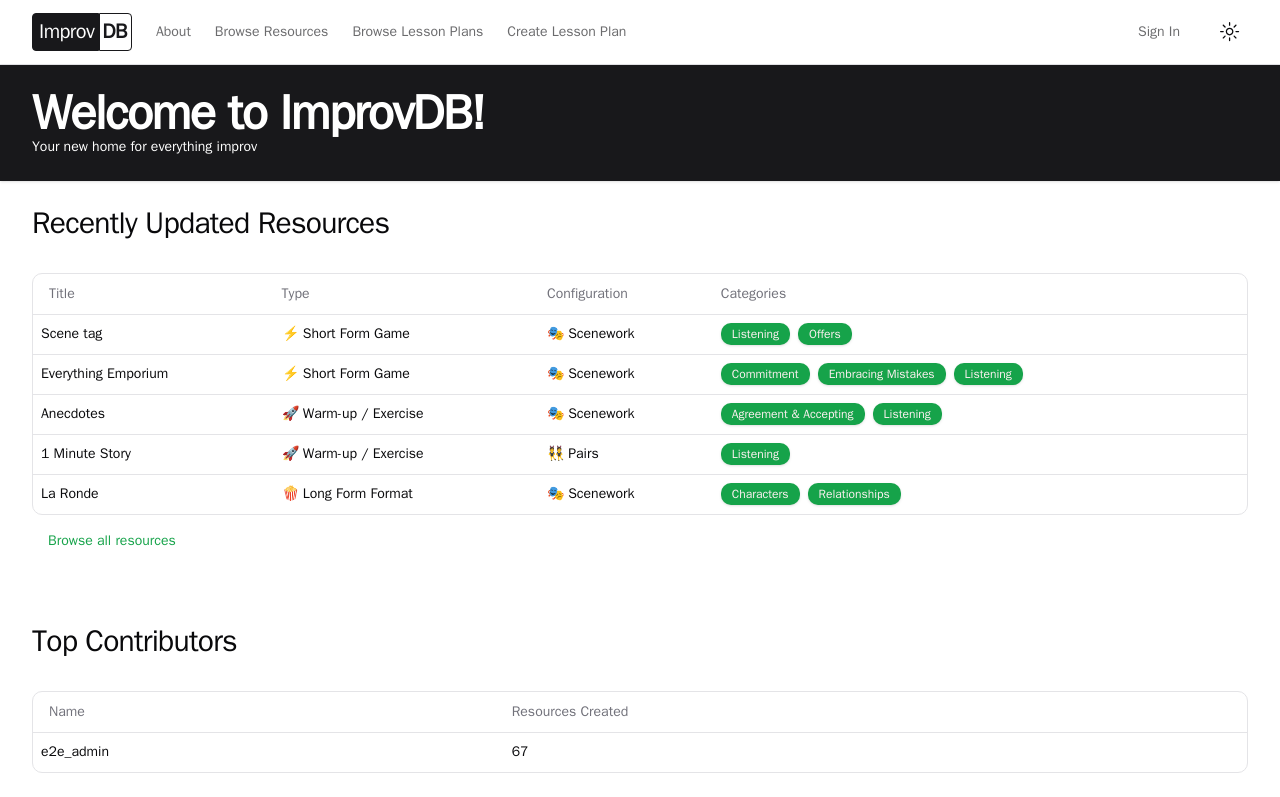 Improv DB About Browse Resources Browse Lesson Plans Create Lesson Plan Sign In
Welcome to ImprovDB!
Your new home for everything improv
Recently Updated Resources
Title Type Configuration Categories
Scene tag ⚡ Short Form Game 🎭 Scenework Listening Offers
Everything Emporium ⚡ Short Form Game 🎭 Scenework Commitment Embracing Mistakes Listening
Anecdotes 🚀 Warm-up / Exercise 🎭 Scenework Agreement & Accepting Listening
1 Minute Story 🚀 Warm-up / Exercise 👯 Pairs Listening
La Ronde 🍿 Long Form Format 🎭 Scenework Characters Relationships
Browse all resources
Top Contributors
Name Resources Created
e2e_admin 67